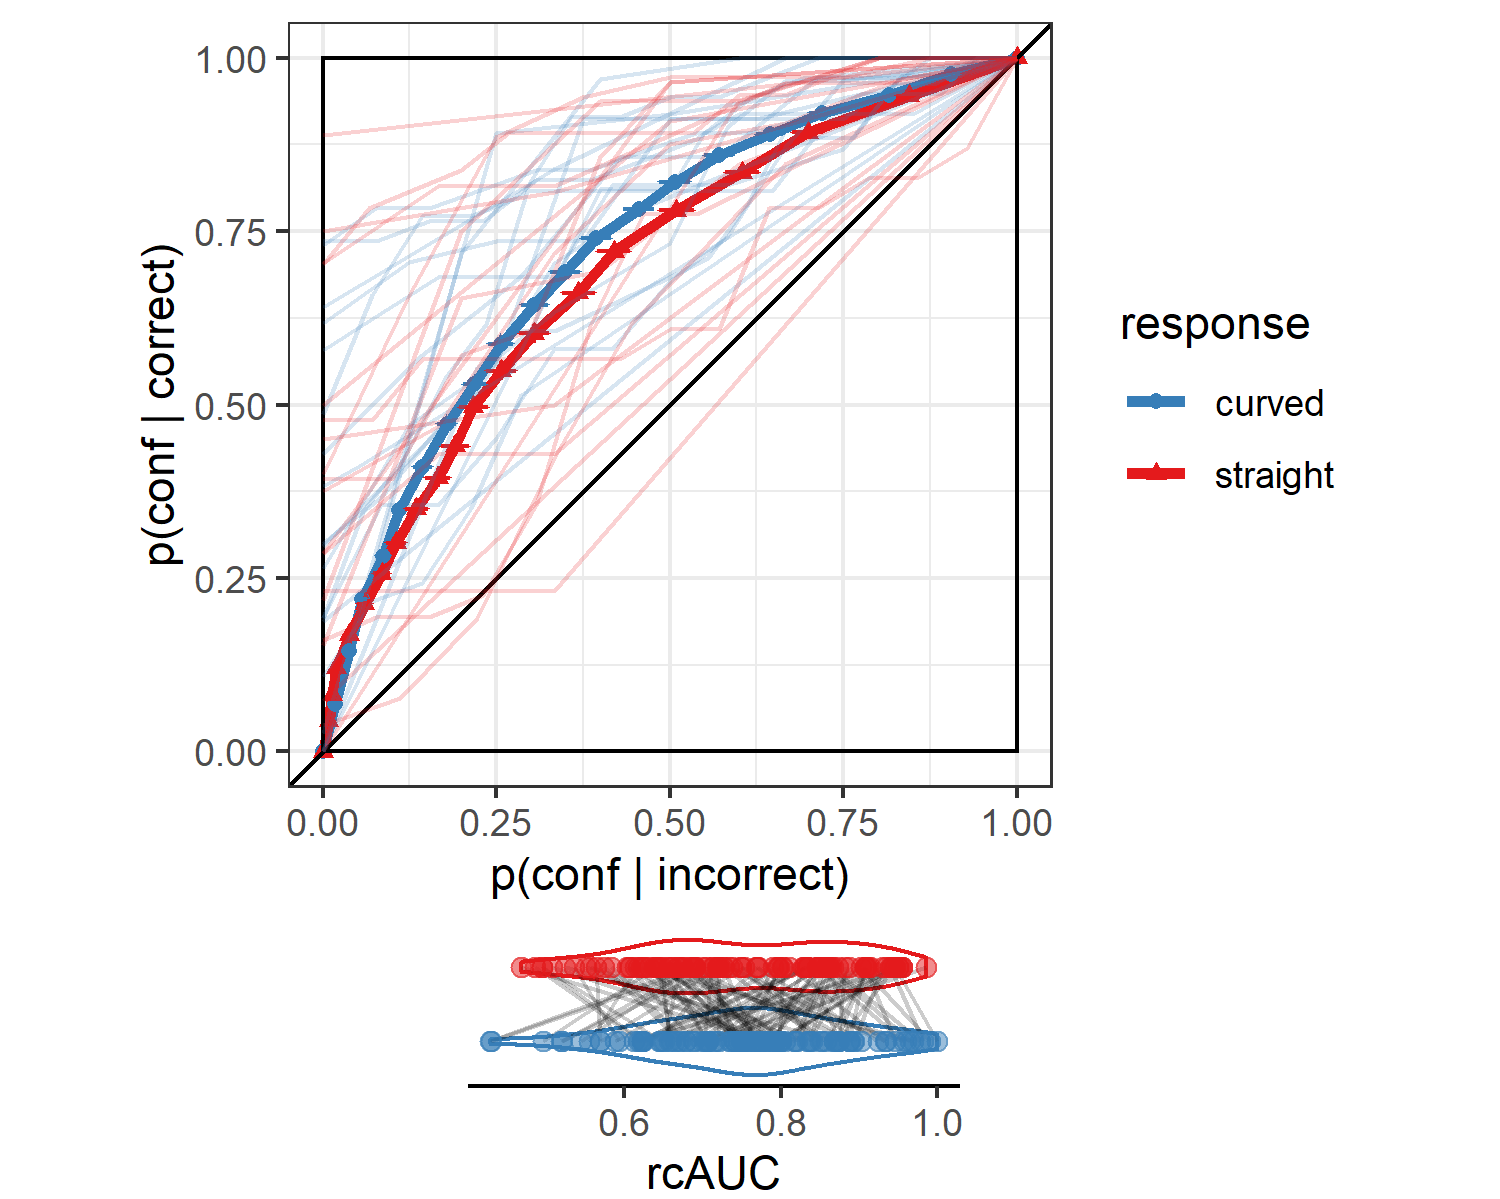 1.00
0.75
0.50
0.25
0.00
p(conf | correct)
0.00 0.25 0.50 0.75 1.00
p(conf | incorrect)
response
curved
straight
0.6 0.8 1.0
rcAUC